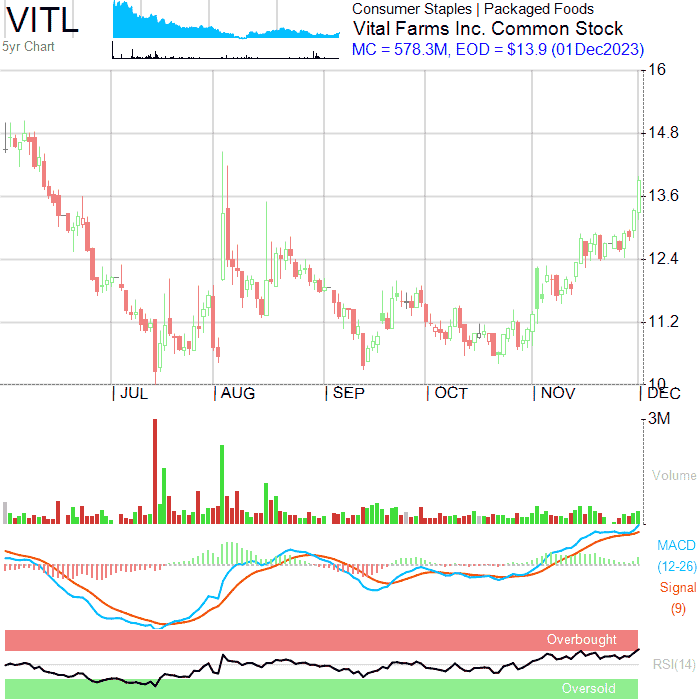 VITL
5yr Chart
Consumer Staples | Packaged Foods
Vital Farms Inc. Common Stock
MC = 578.3M, EOD = $13.9 (01Dec2023)
16
14.8
13.6
12.4
11.2
10
JUL AUG SEP OCT NOV DEC
3M
Volume
MACD
(12-26)
Signal
(9)
Overbought
RSI(14)
Oversold